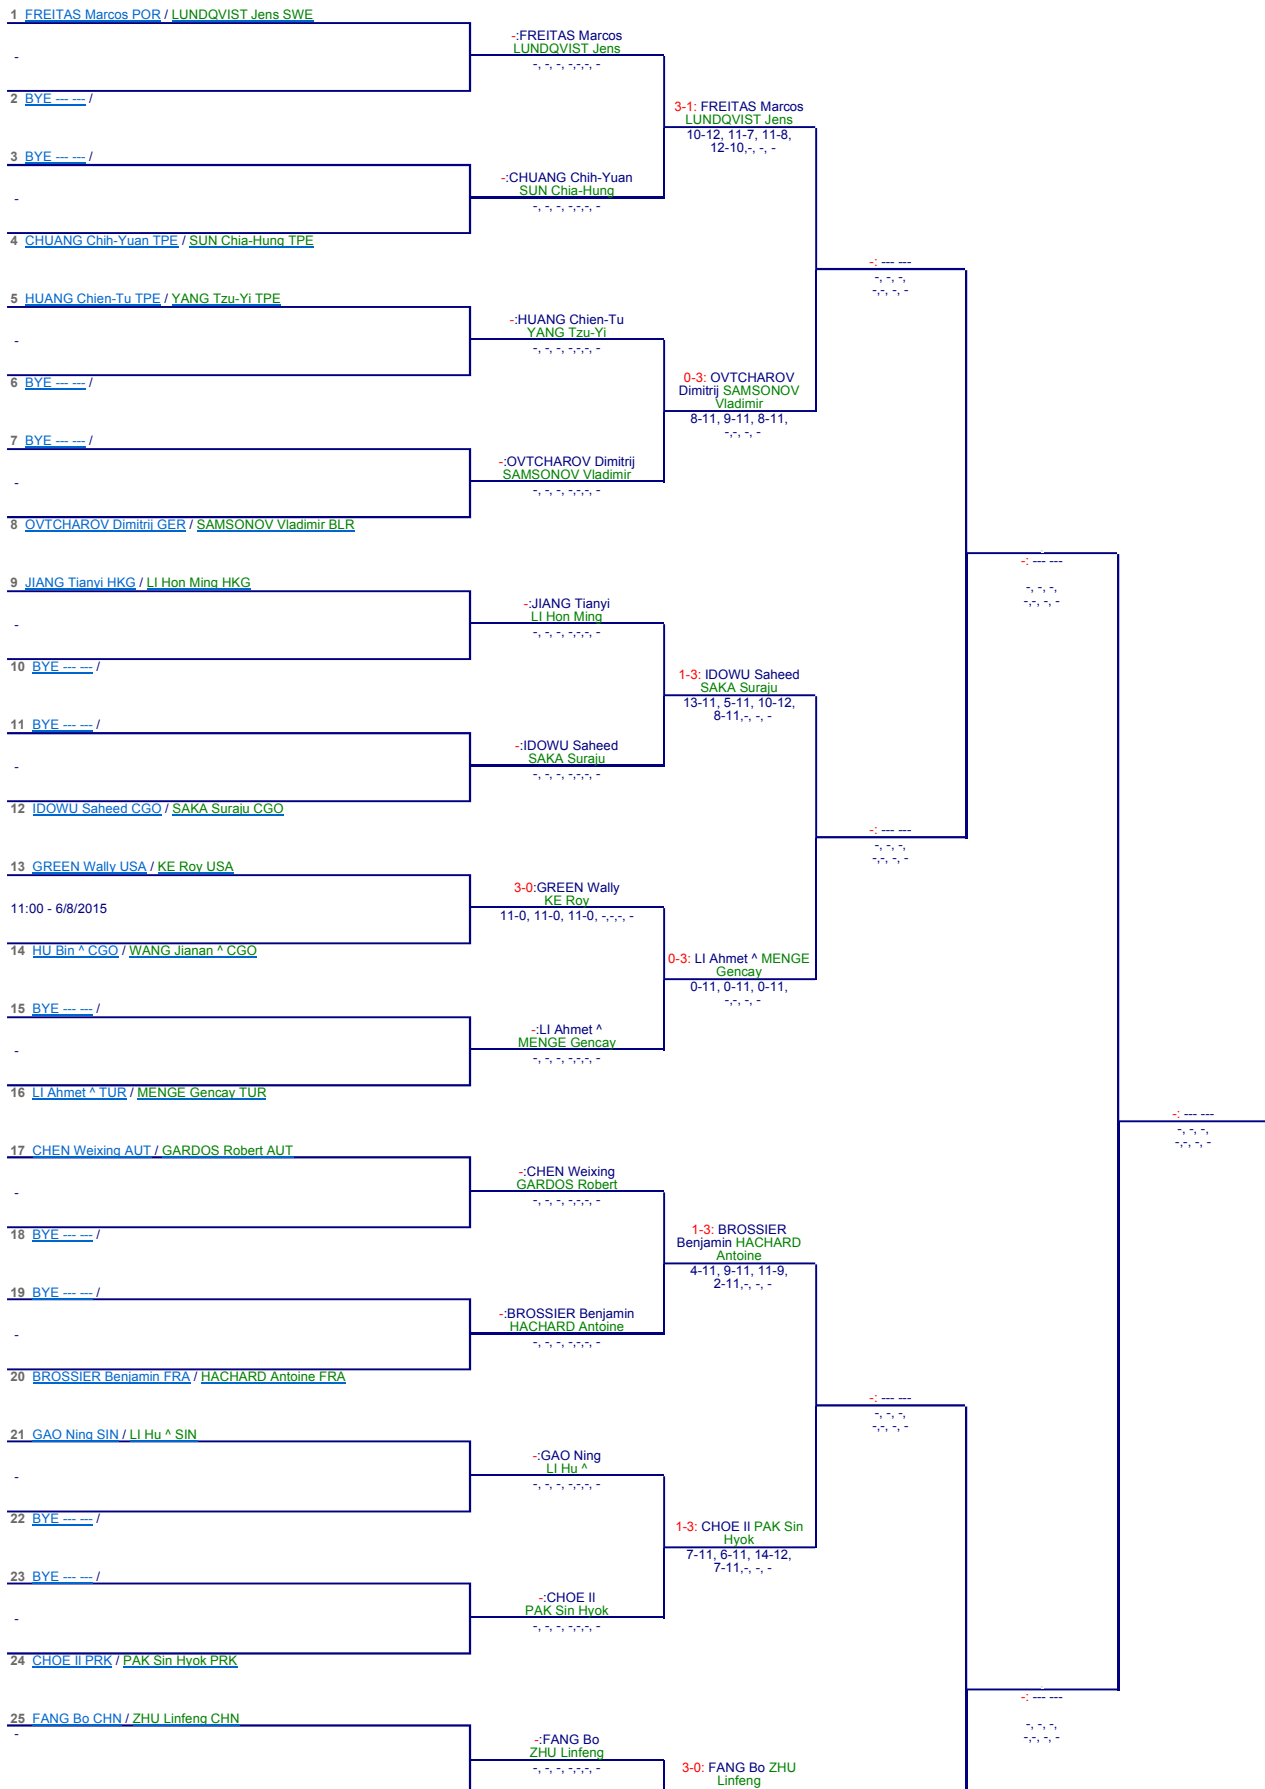 1 FREITAS Marcos POR / LUNDQVIST Jens SWE
-:FREITAS Marcos
LUNDQVIST Jens
-
-, -, -, -,-,-, -
2 BYE --- --- /
3-1: FREITAS Marcos
LUNDQVIST Jens
10-12, 11-7, 11-8,
12-10,-, -, -
3 BYE --- --- /
-:CHUANG Chih-Yuan
SUN Chia-Hung
-
-, -, -, -,-,-, -
4 CHUANG Chih-Yuan TPE / SUN Chia-Hung TPE
-: --- ---
-, -, -,
-,-, -, -
5 HUANG Chien-Tu TPE / YANG Tzu-Yi TPE
-:HUANG Chien-Tu
YANG Tzu-Yi
-
-, -, -, -,-,-, -
6 BYE --- --- /
0-3: OVTCHAROV
Dimitrij SAMSONOV
Vladimir
8-11, 9-11, 8-11,
-,-, -, -
7 BYE --- --- /
-:OVTCHAROV Dimitrij
SAMSONOV Vladimir
-
-, -, -, -,-,-, -
8 OVTCHAROV Dimitrij GER / SAMSONOV Vladimir BLR
-: --- ---
-, -, -,
-,-, -, -
9 JIANG Tianyi HKG / LI Hon Ming HKG
-:JIANG Tianyi
LI Hon Ming
-
-, -, -, -,-,-, -
10 BYE --- --- /
1-3: IDOWU Saheed
SAKA Suraju
13-11, 5-11, 10-12,
8-11,-, -, -
11 BYE --- --- /
-:IDOWU Saheed
SAKA Suraju
-
-, -, -, -,-,-, -
12 IDOWU Saheed CGO / SAKA Suraju CGO
-: --- ---
-, -, -,
-,-, -, -
13 GREEN Wally USA / KE Roy USA
3-0:GREEN Wally
KE Roy
11:00 - 6/8/2015
11-0, 11-0, 11-0, -,-,-, -
14 HU Bin ^ CGO / WANG Jianan ^ CGO
0-3: LI Ahmet ^ MENGE
Gencay
0-11, 0-11, 0-11,
-,-, -, -
15 BYE --- --- /
-:LI Ahmet ^
MENGE Gencay
-
-, -, -, -,-,-, -
16 LI Ahmet ^ TUR / MENGE Gencay TUR
-: --- ---
-, -, -,
-,-, -, -
17 CHEN Weixing AUT / GARDOS Robert AUT
-:CHEN Weixing
GARDOS Robert
-
-, -, -, -,-,-, -
18 BYE --- --- /
1-3: BROSSIER
Benjamin HACHARD
Antoine
4-11, 9-11, 11-9,
2-11,-, -, -
19 BYE --- --- /
-:BROSSIER Benjamin
HACHARD Antoine
-
-, -, -, -,-,-, -
20 BROSSIER Benjamin FRA / HACHARD Antoine FRA
-: --- ---
-, -, -,
-,-, -, -
21 GAO Ning SIN / LI Hu ^ SIN
-:GAO Ning
LI Hu ^
-
-, -, -, -,-,-, -
22 BYE --- --- /
1-3: CHOE Il PAK Sin
Hyok
7-11, 6-11, 14-12,
7-11,-, -, -
23 BYE --- --- /
-:CHOE Il
PAK Sin Hyok
-
-, -, -, -,-,-, -
24 CHOE Il PRK / PAK Sin Hyok PRK
-: --- ---
-, -, -,
-,-, -, -
25 FANG Bo CHN / ZHU Linfeng CHN
-
-:FANG Bo
ZHU Linfeng
-, -, -, -,-,-, -
3-0: FANG Bo ZHU
Linfeng